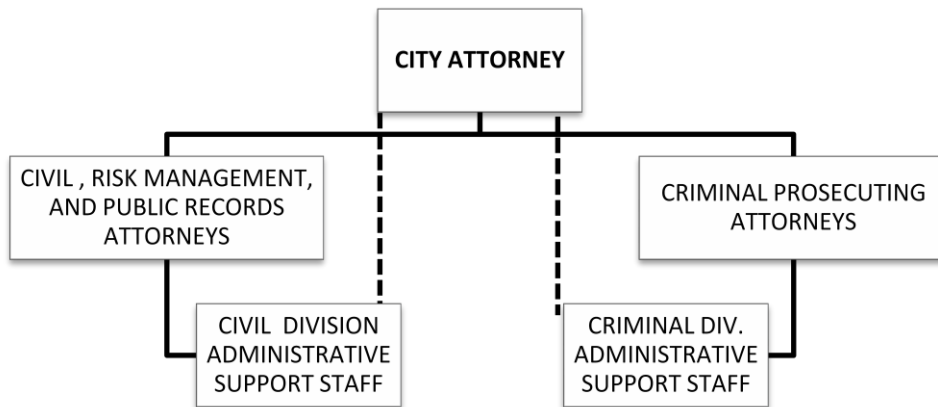 CITY ATTORNEY
CIVIL , RISK MANAGEMENT,
AND PUBLIC RECORDS
ATTORNEYS
CRIMINAL PROSECUTING
ATTORNEYS
CIVIL  DIVISION
ADMINISTRATIVE
SUPPORT STAFF
CRIMINAL DIV.
ADMINISTRATIVE
SUPPORT STAFF